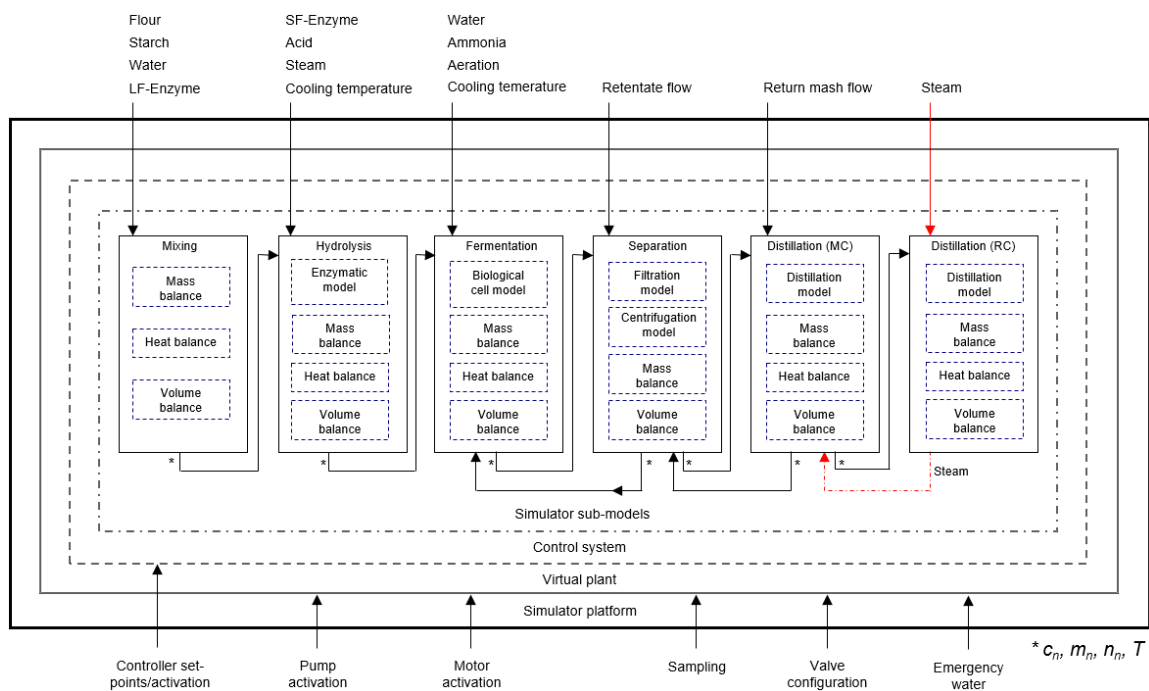 Flour
Starch
Water
LF-Enzyme
SF-Enzyme
Acid
Steam
Cooling temperature
Water
Ammonia
Aeration
Cooling temerature
Retentate flow
Return mash flow
Steam
Mixing
Mass
balance
Heat balance
Volume
balance
*
Hydrolysis
Enzymatic
model
Mass
balance
Heat balance
Volume
balance
*
Fermentation
Biological
cell model
Mass
balance
Heat balance
Volume
balance
*
Separation
Filtration
model
Centrifugation
model
Mass
balance
Volume
balance
*
*
Distillation (MC)
Distillation
model
Mass
balance
Heat balance
Volume
balance
*
*
Distillation (RC)
Distillation
model
Mass
balance
Heat balance
Volume
balance
Steam
Simulator sub-models
Control system
Virtual plant
Simulator platform
Controller set-
points/activation
Pump
activation
Motor
activation
Sampling
Valve
configuration
Emergency
water
* cₙ, mₙ, nₙ, T